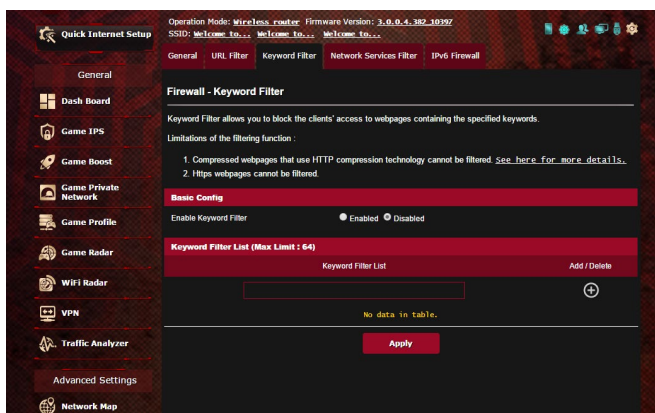 Quick Internet Setup
Operation Mode: Wireless router Firmware Version: 3.0.0.4.382_10397
SSID: Welcome to... Welcome to... Welcome to...
General URL Filter Keyword Filter Network Services Filter IPv6 Firewall
General
Dash Board
Game IPS
Game Boost
Game Private
Network
Game Profile
Game Radar
WiFi Radar
VPN
Traffic Analyzer
Advanced Settings
Network Map
Firewall - Keyword Filter
Keyword Filter allows you to block the clients' access to webpages containing the specified keywords.
Limitations of the filtering function :
1. Compressed webpages that use HTTP compression technology cannot be filtered. See here for more details.
2. Https webpages cannot be filtered.
Basic Config
Enable Keyword Filter Enabled Disabled
Keyword Filter List (Max Limit : 64)
Keyword Filter List Add / Delete
No data in table.
Apply